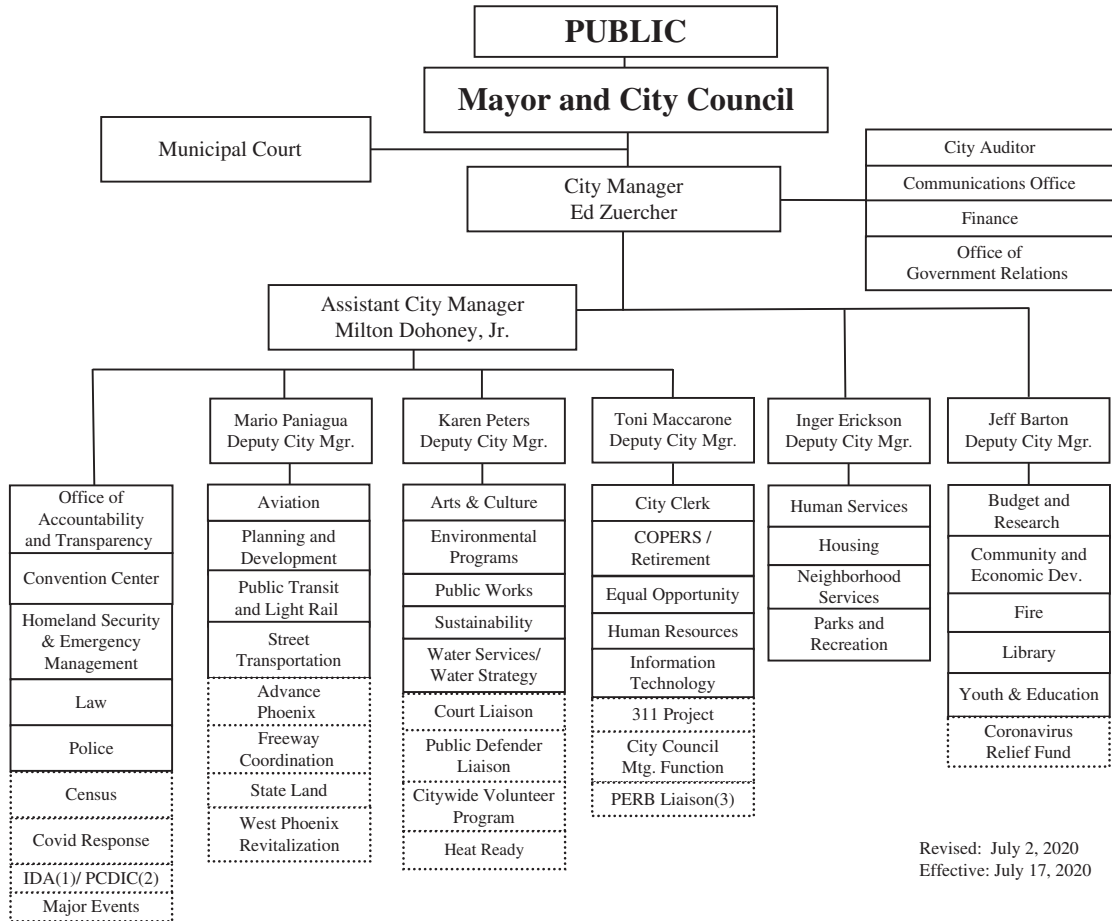 PUBLIC
Mayor and City Council
Municipal Court
City Manager
Ed Zuercher
City Auditor
Communications Office
Finance
Office of
Government Relations
Assistant City Manager
Milton Dohoney, Jr.
Mario Paniagua
Deputy City Mgr.
Karen Peters
Deputy City Mgr.
Toni Maccarone
Deputy City Mgr.
Inger Erickson
Deputy City Mgr.
Jeff Barton
Deputy City Mgr.
Office of
Accountability
and Transparency
Convention Center
Homeland Security
& Emergency
Management
Law
Police
Census
Covid Response
IDA(1)/ PCDIC(2)
Major Events
Aviation
Planning and
Development
Public Transit
and Light Rail
Street
Transportation
Advance
Phoenix
Freeway
Coordination
State Land
West Phoenix
Revitalization
Arts & Culture
Environmental
Programs
Public Works
Sustainability
Water Services/
Water Strategy
Court Liaison
Public Defender
Liaison
Citywide Volunteer
Program
Heat Ready
City Clerk
COPERS /
Retirement
Equal Opportunity
Human Resources
Information
Technology
311 Project
City Council
Mtg. Function
PERB Liaison(3)
Human Services
Housing
Neighborhood
Services
Parks and
Recreation
Budget and
Research
Community and
Economic Dev.
Fire
Library
Youth & Education
Coronavirus
Relief Fund
Revised:  July 2, 2020
Effective: July 17, 2020